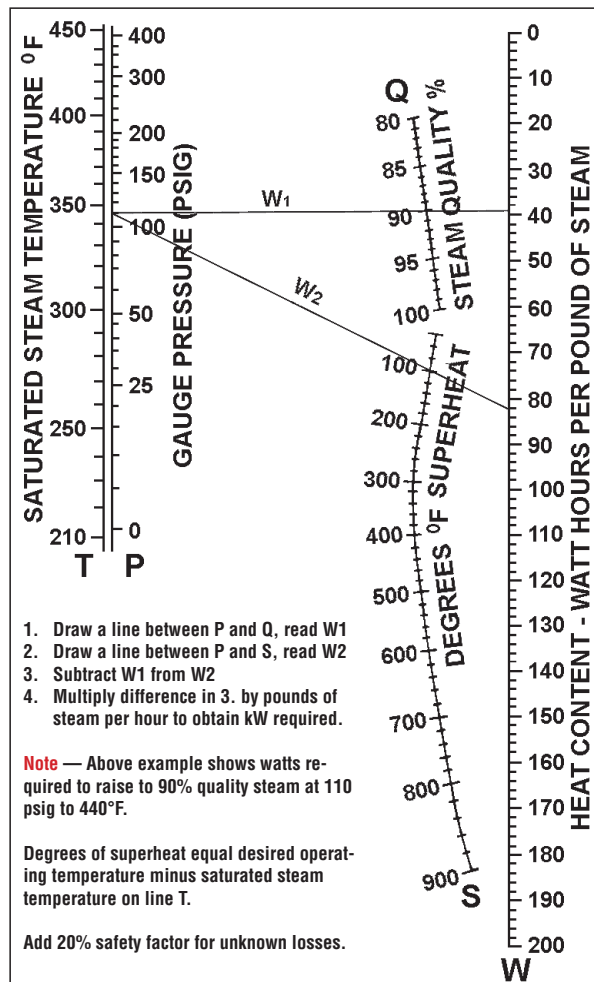 SATURATED STEAM TEMPERATURE ºF
450
400
350
300
250
210
T
P
400
300
200
150
100
50
25
0
GAUGE PRESSURE (PSIG)
W1
W2
Q
80
85
90
95
100
STEAM QUALITY %
100
200
300
400
500
600
700
800
900
S
DEGREES ºF SUPERHEAT
0
10
20
30
40
50
60
70
80
90
100
110
120
130
140
150
160
170
180
190
200
W
HEAT CONTENT - WATT HOURS PER POUND OF STEAM
1. Draw a line between P and Q, read W1
2. Draw a line between P and S, read W2
3. Subtract W1 from W2
4. Multiply difference in 3. by pounds of
steam per hour to obtain kW required.
Note — Above example shows watts re-
quired to raise to 90% quality steam at 110
psig to 440°F.
Degrees of superheat equal desired operat-
ing temperature minus saturated steam
temperature on line T.
Add 20% safety factor for unknown losses.